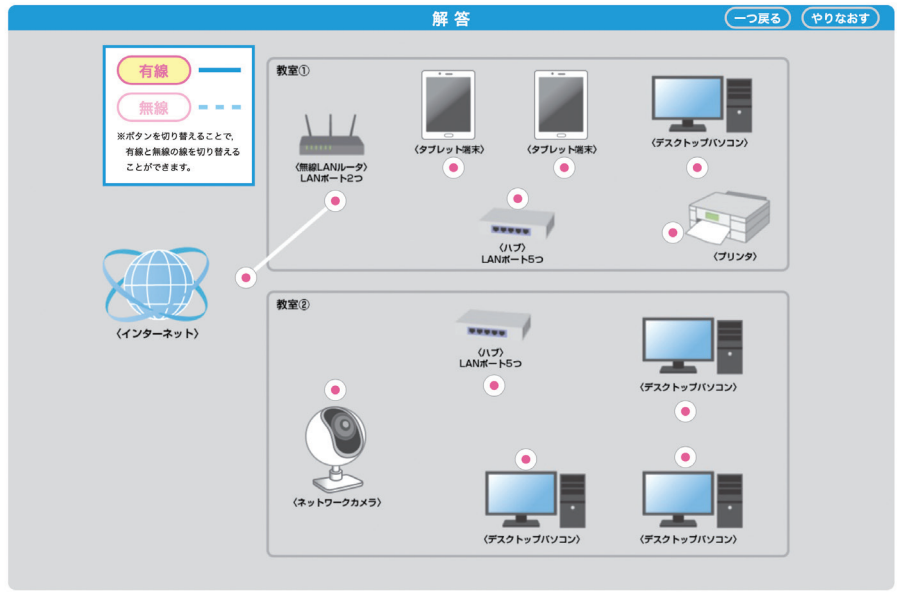 解答
一つ戻る
やりなおす
有線
無線
※ボタンを切り替えることで、
有線と無線の線を切り替える
ことができます。
教室①
〈無線LANルータ〉
LANポート2つ
〈タブレット端末〉
〈タブレット端末〉
〈デスクトップパソコン〉
〈ハブ〉
LANポート5つ
〈プリンタ〉
〈インターネット〉
教室②
〈ハブ〉
LANポート5つ
〈デスクトップパソコン〉
〈ネットワークカメラ〉
〈デスクトップパソコン〉
〈デスクトップパソコン〉